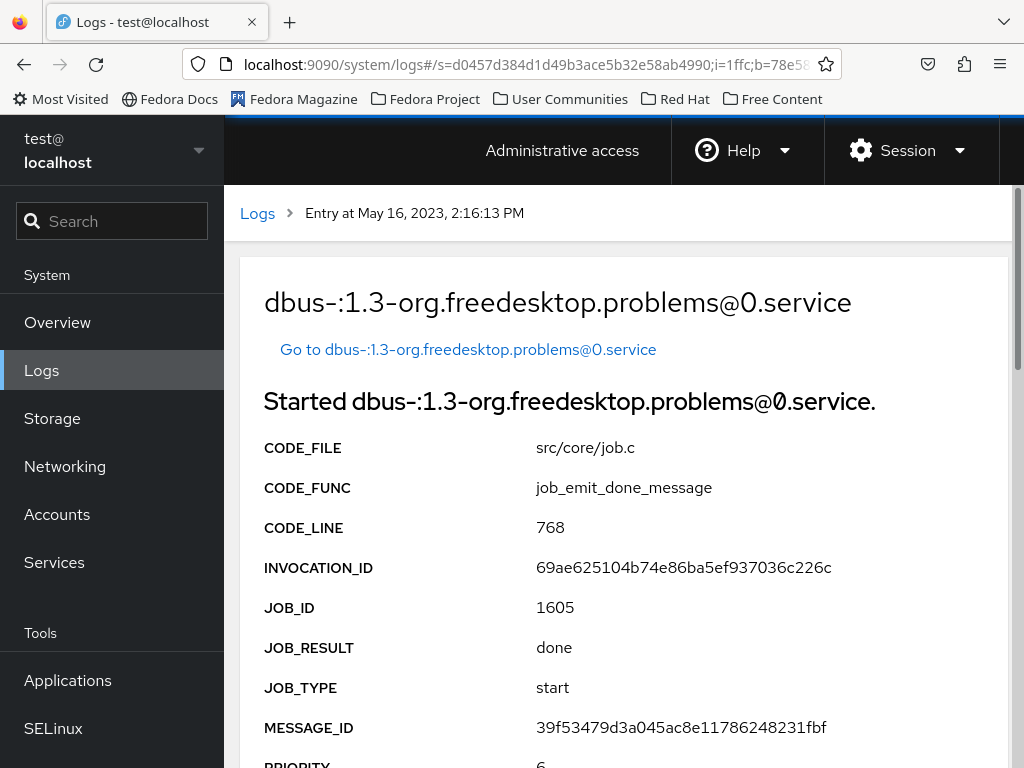 Logs - test@localhost
localhost:9090/system/logs#/s=d0457d384d1d49b3ace5b32e58ab4990;i=1ffc;b=78e58
Most Visited Fedora Docs Fedora Magazine Fedora Project User Communities Red Hat Free Content
test@
localhost
Administrative access Help Session
Search
System
Overview
Logs
Storage
Networking
Accounts
Services
Tools
Applications
SELinux
Logs > Entry at May 16, 2023, 2:16:13 PM
dbus-:1.3-org.freedesktop.problems@0.service
Go to dbus-:1.3-org.freedesktop.problems@0.service
Started dbus-:1.3-org.freedesktop.problems@0.service.
CODE_FILE src/core/job.c
CODE_FUNC job_emit_done_message
CODE_LINE 768
INVOCATION_ID 69ae625104b74e86ba5ef937036c226c
JOB_ID 1605
JOB_RESULT done
JOB_TYPE start
MESSAGE_ID 39f53479d3a045ac8e11786248231fbf
PRIORITY 6